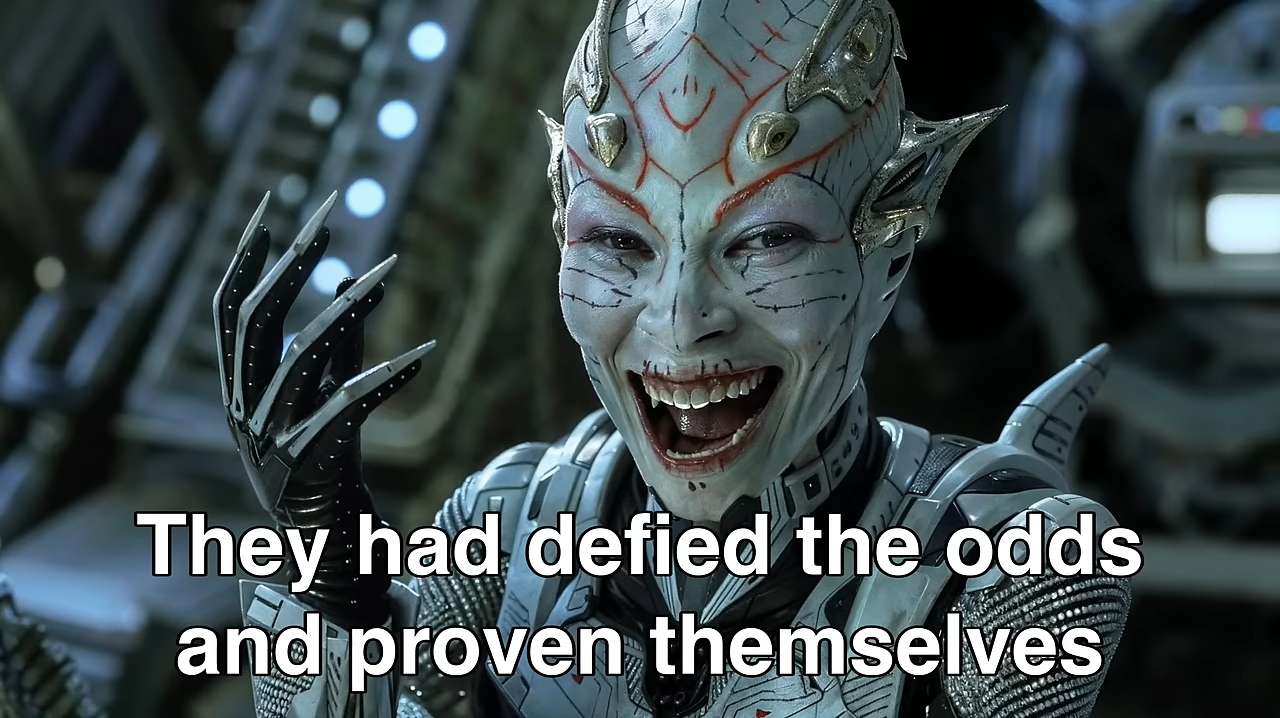 They had defied the odds
and proven themselves